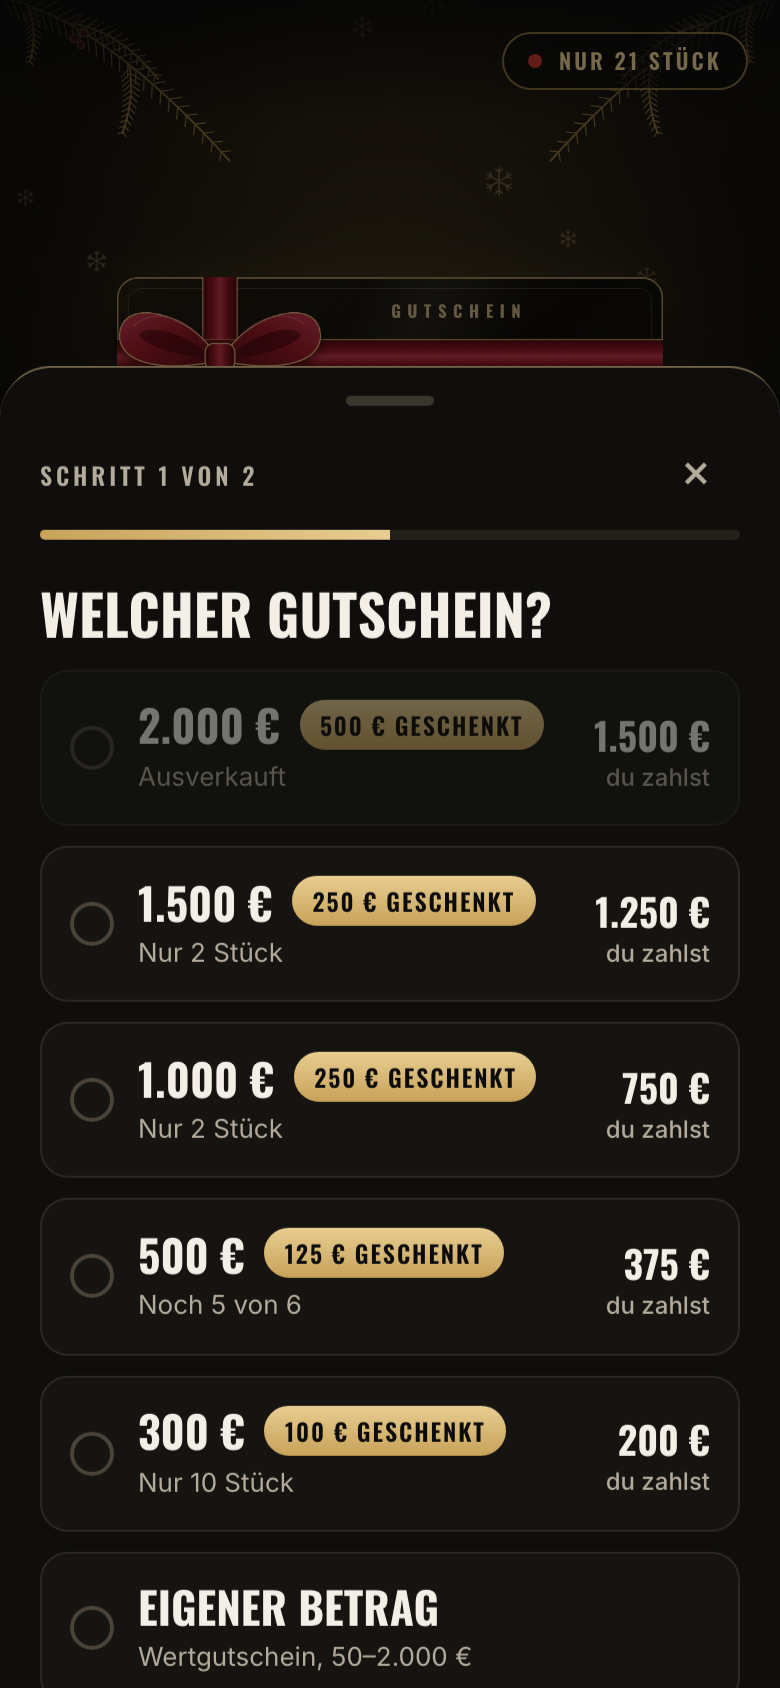 NUR 21 STÜCK
GUTSCHEIN
SCHRITT 1 VON 2
✕
WELCHER GUTSCHEIN?
2.000 € 500 € GESCHENKT 1.500 €
Ausverkauft du zahlst
1.500 € 250 € GESCHENKT 1.250 €
Nur 2 Stück du zahlst
1.000 € 250 € GESCHENKT 750 €
Nur 2 Stück du zahlst
500 € 125 € GESCHENKT 375 €
Noch 5 von 6 du zahlst
300 € 100 € GESCHENKT 200 €
Nur 10 Stück du zahlst
EIGENER BETRAG
Wertgutschein, 50–2.000 €